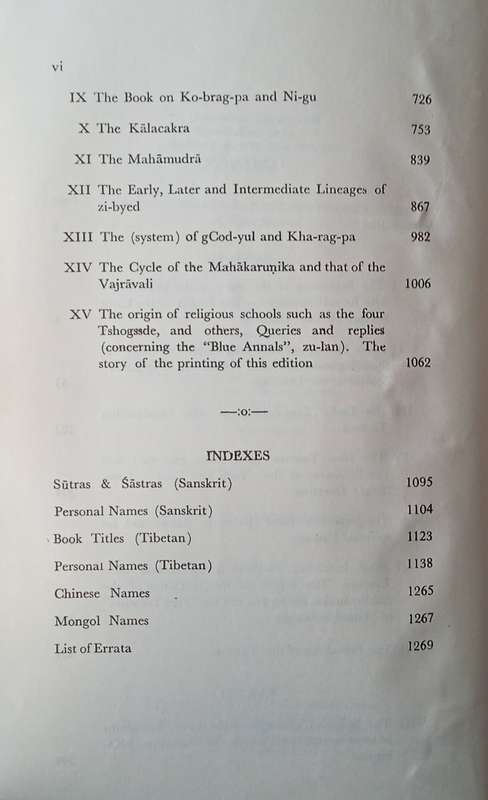 vi
IX The Book on Ko-brag-pa and Ni-gu 726
X The Kālacakra 753
XI The Mahāmudrā 839
XII The Early, Later and Intermediate Lineages of
zi-byed 867
XIII The (system) of gCod-yul and Kha-rag-pa 982
XIV The Cycle of the Mahākaruṇika and that of the
Vajrāvali 1006
XV The origin of religious schools such as the four
Tshogssde, and others, Queries and replies
(concerning the “Blue Annals”, zu-lan). The
story of the printing of this edition 1062
—:o:—
INDEXES
Sūtras & Śāstras (Sanskrit) 1095
Personal Names (Sanskrit) 1104
Book Titles (Tibetan) 1123
Personal Names (Tibetan) 1138
Chinese Names 1265
Mongol Names 1267
List of Errata 1269